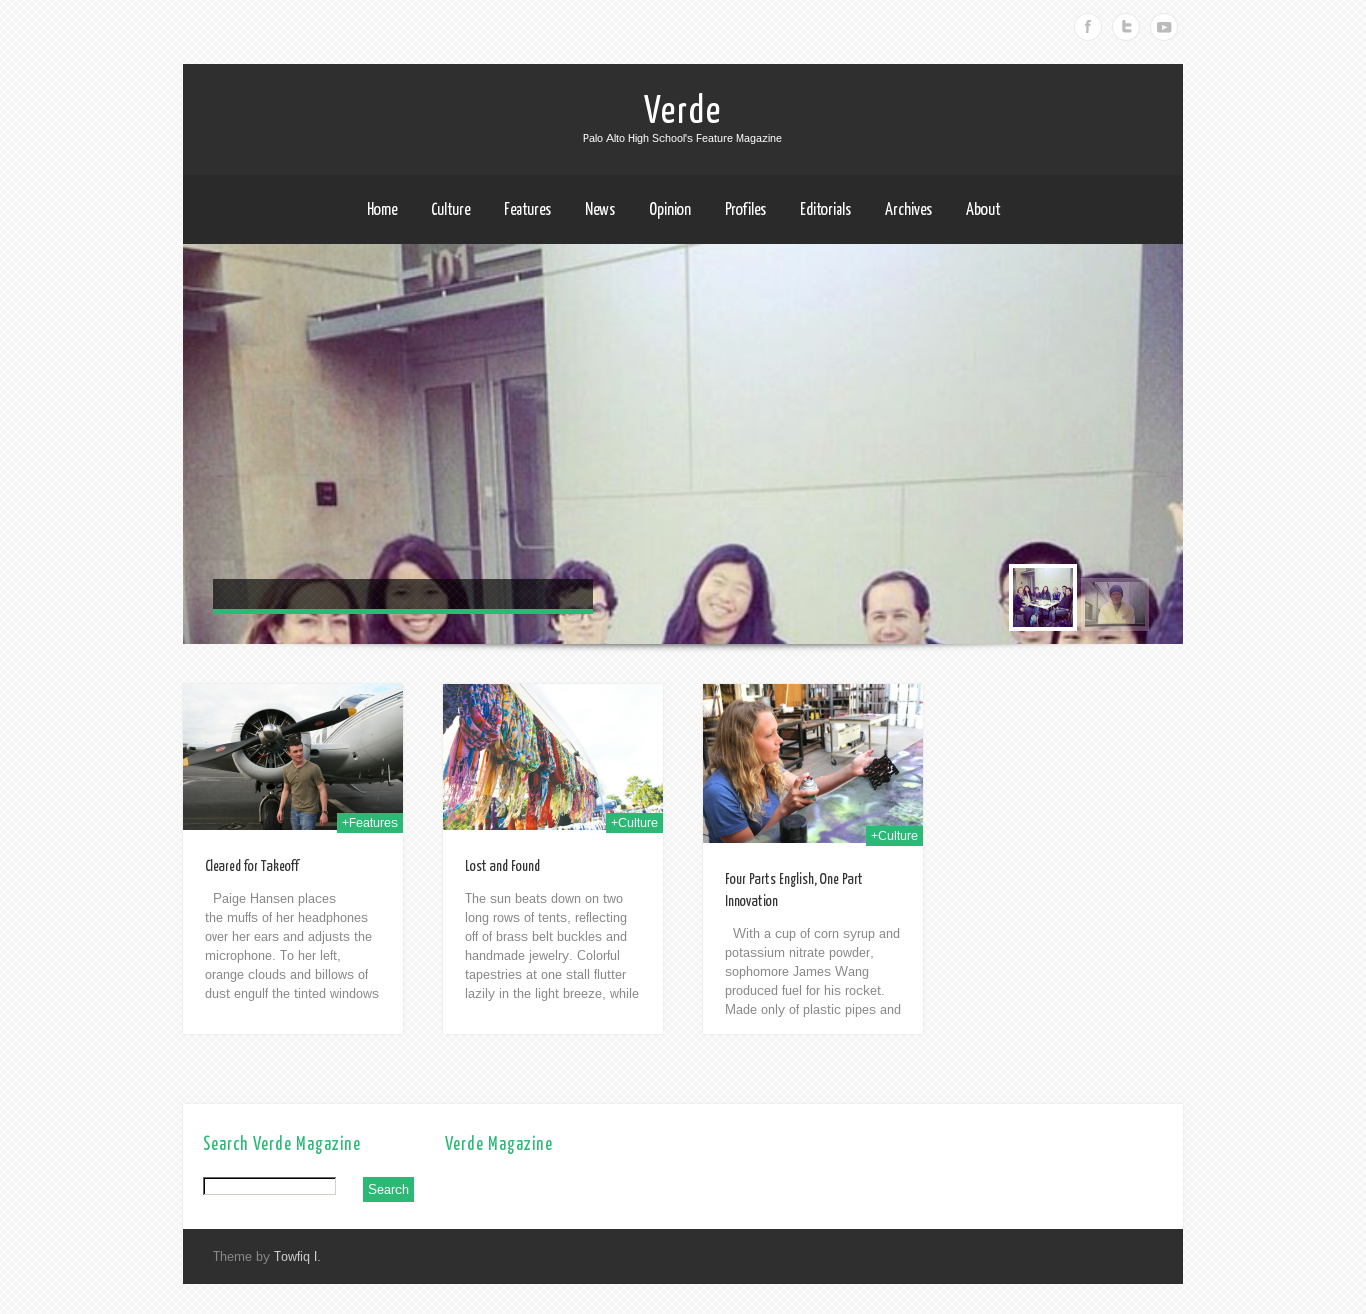 Verde
Palo Alto High School's Feature Magazine
Home Culture Features News Opinion Profiles Editorials Archives About
101
+Features
Cleared for Takeoff
Paige Hansen places
the muffs of her headphones
over her ears and adjusts the
microphone. To her left,
orange clouds and billows of
dust engulf the tinted windows
+Culture
Lost and Found
The sun beats down on two
long rows of tents, reflecting
off of brass belt buckles and
handmade jewelry. Colorful
tapestries at one stall flutter
lazily in the light breeze, while
+Culture
Four Parts English, One Part
Innovation
With a cup of corn syrup and
potassium nitrate powder,
sophomore James Wang
produced fuel for his rocket.
Made only of plastic pipes and
Search Verde Magazine
Search
Verde Magazine
Theme by Towfiq I.